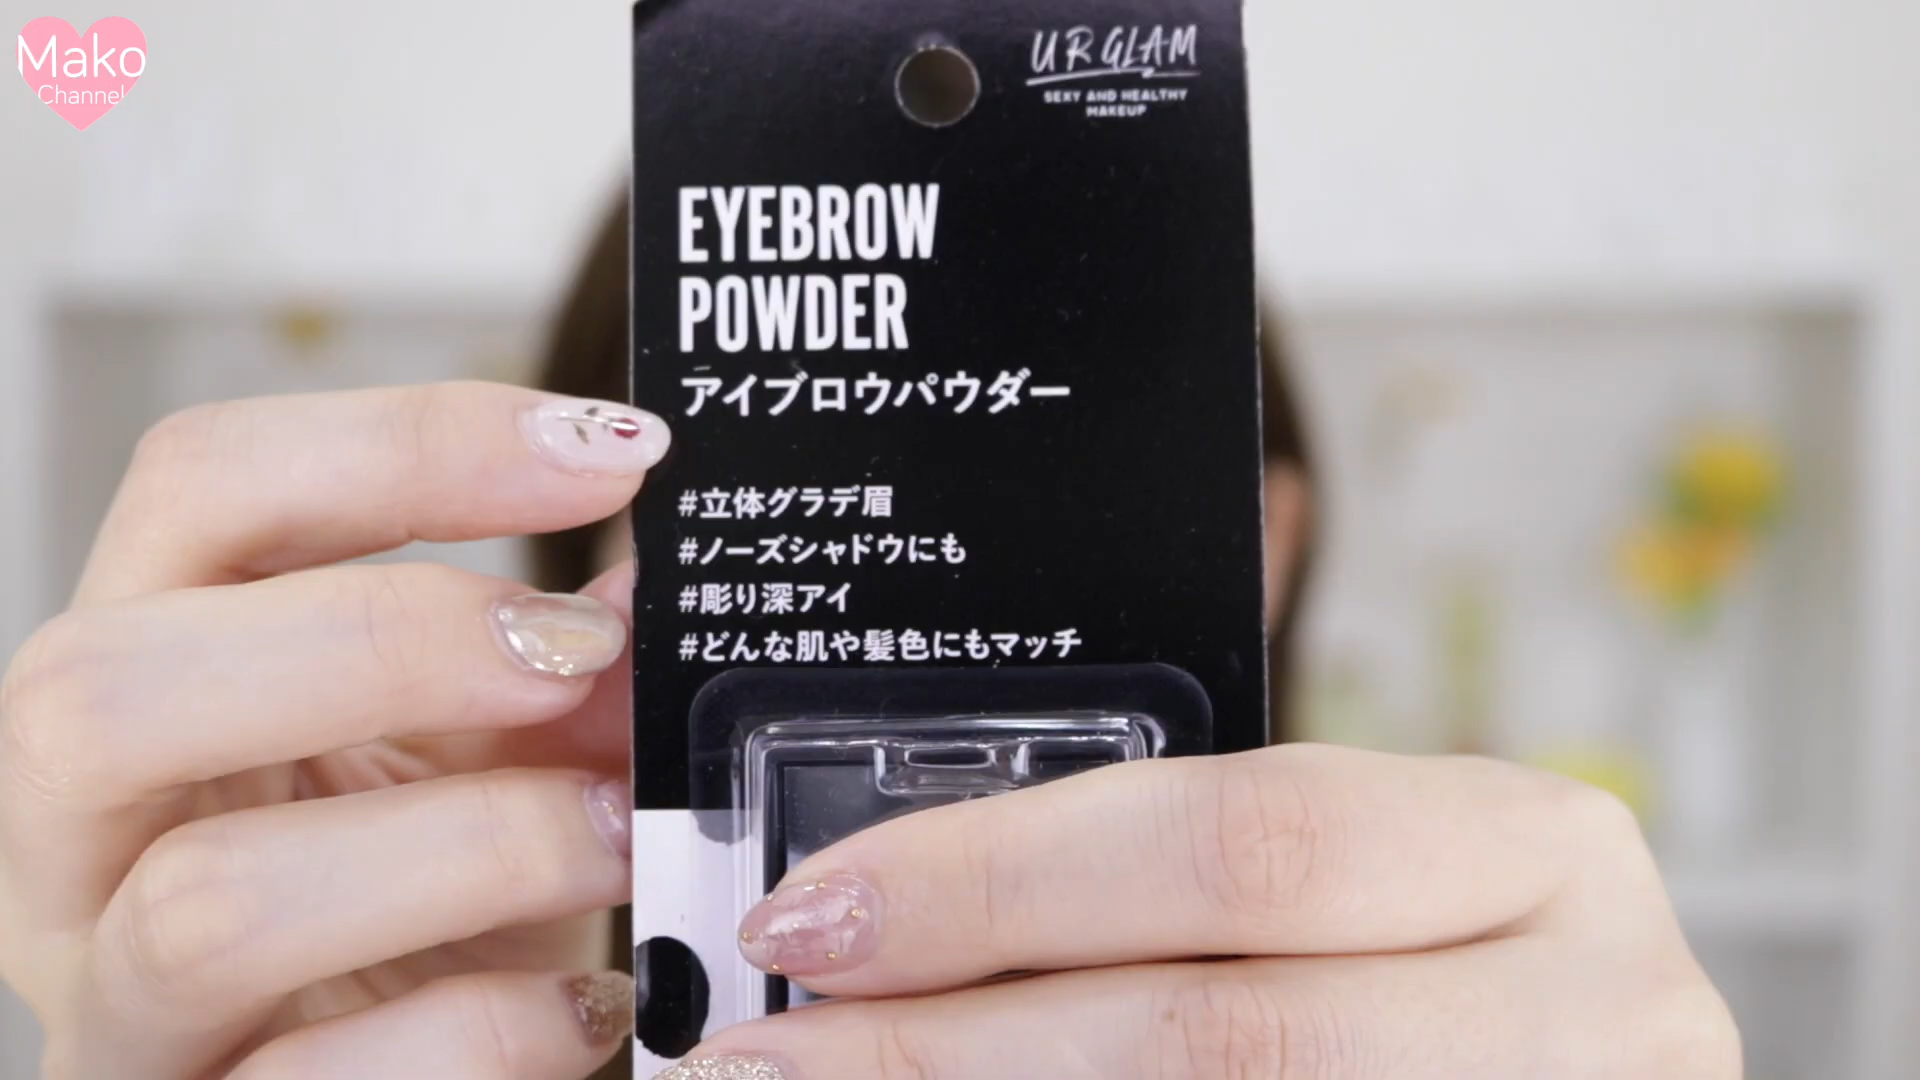 Mako
Channel
UR GLAM
SEXY AND HEALTHY
MAKEUP
EYEBROW
POWDER
アイブロウパウダー
#立体グラデ眉
#ノーズシャドウにも
#彫り深アイ
#どんな肌や髪色にもマッチ